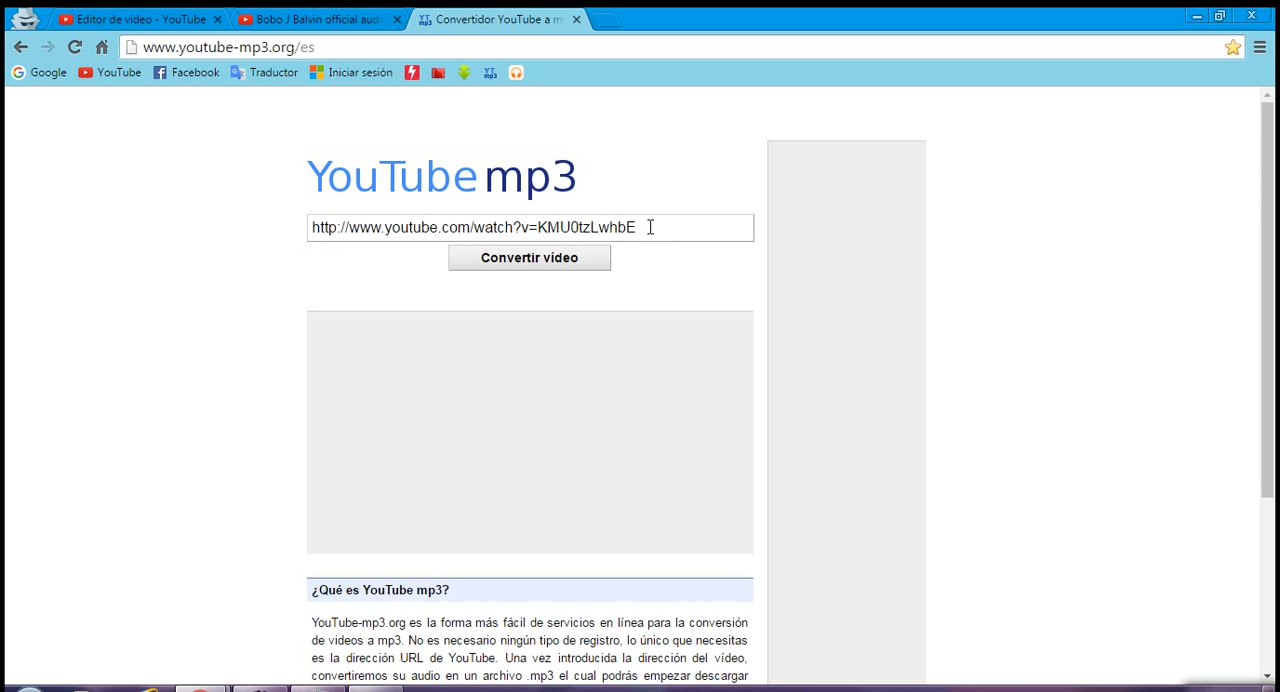 Editor de video - YouTube
Bobo J Balvin official audi
Convertidor YouTube a m
www.youtube-mp3.org/es
Google YouTube Facebook Traductor Iniciar sesión YT mp3
YouTube mp3
http://www.youtube.com/watch?v=KMU0tzLwhbE
Convertir vídeo
¿Qué es YouTube mp3?
YouTube-mp3.org es la forma más fácil de servicios en línea para la conversión
de videos a mp3. No es necesario ningún tipo de registro, lo único que necesitas
es la dirección URL de YouTube. Una vez introducida la dirección del vídeo,
convertiremos su audio en un archivo .mp3 el cual podrás empezar descargar